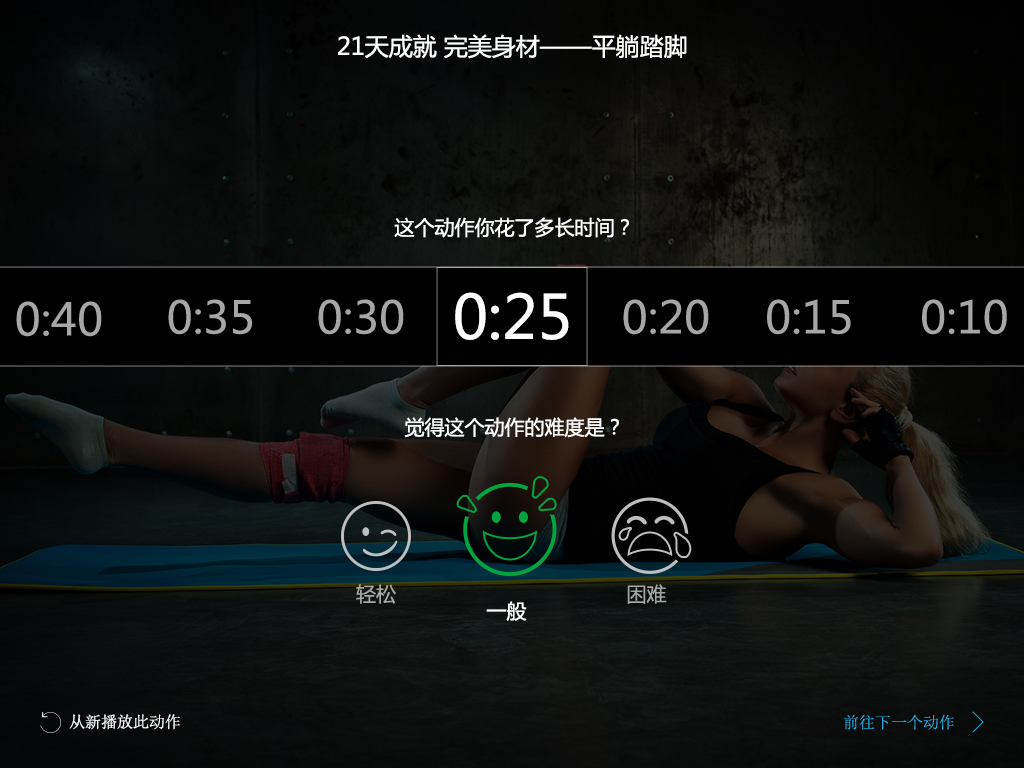 21天成就 完美身材——平躺踏脚
这个动作你花了多长时间？
0:40 0:35 0:30 0:25 0:20 0:15 0:10
觉得这个动作的难度是？
轻松 一般 困难
从新播放此动作 前往下一个动作